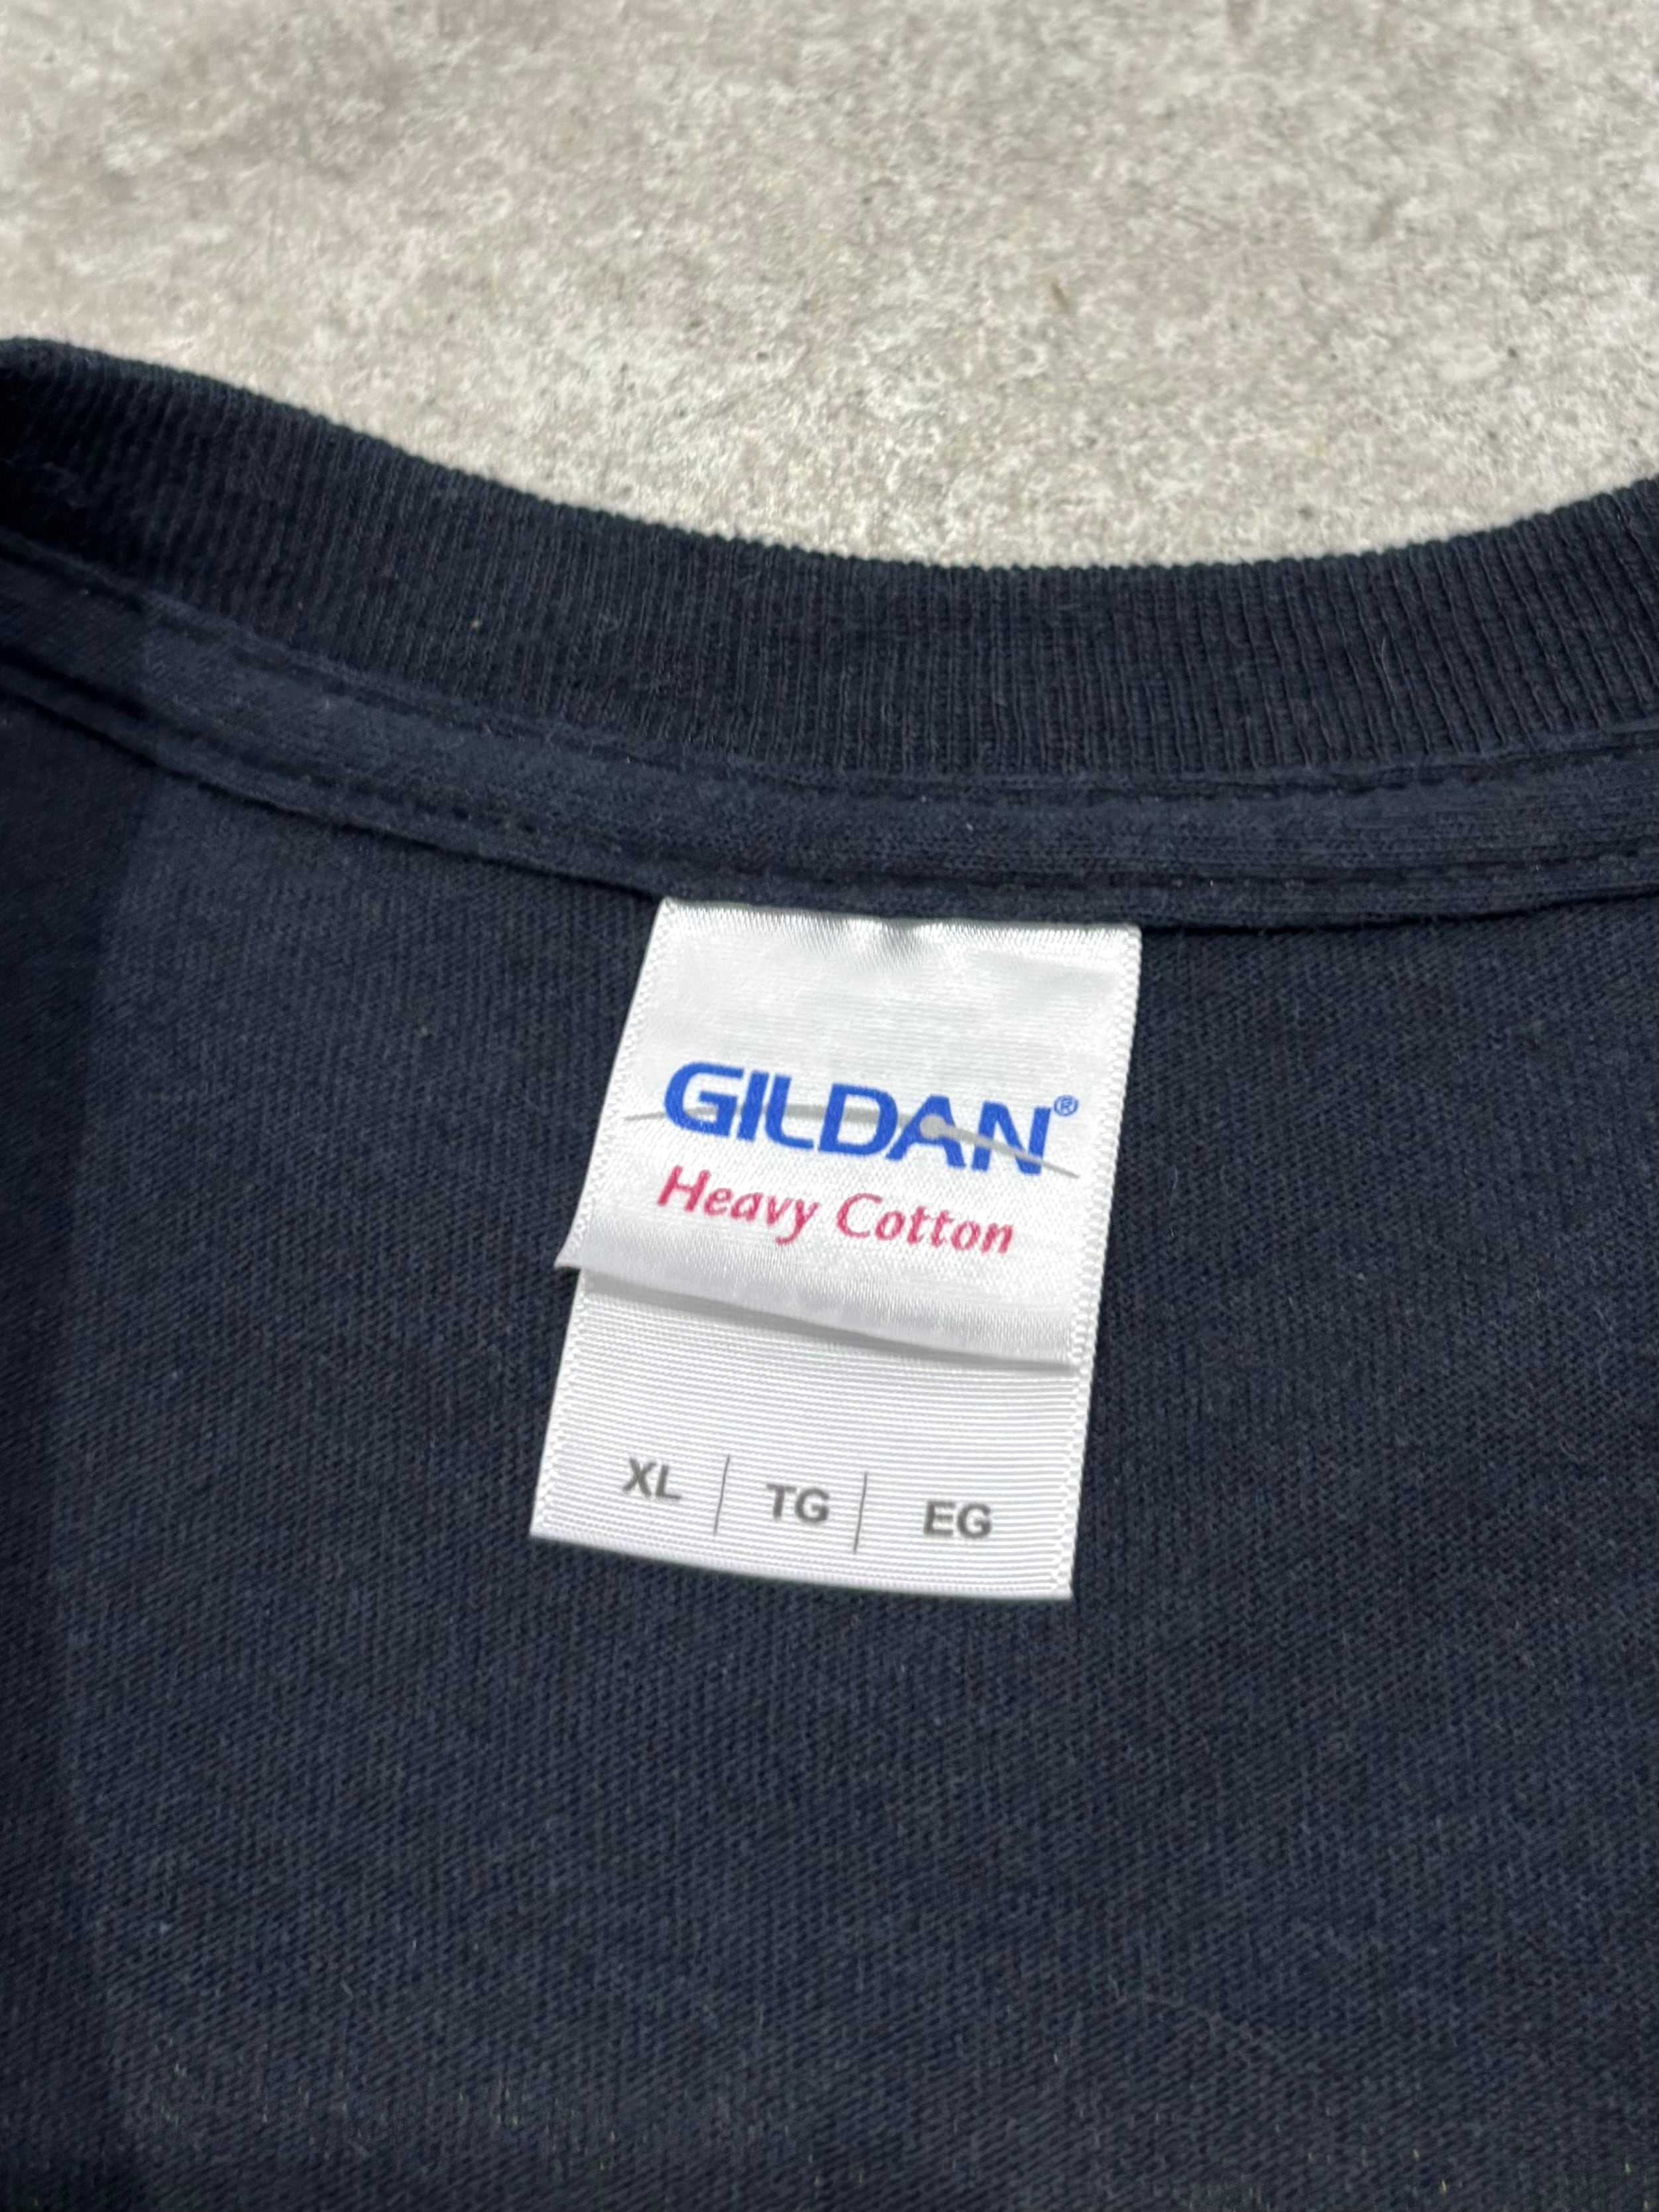 GILDAN®
Heavy Cotton
XL | TG | EG